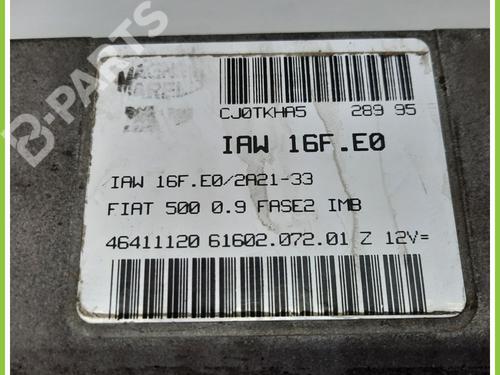 B-PARTS
CJ0TKHA5 289 95
IAW 16F.E0
IAW 16F.E0/2A21-33
FIAT 500 0.9 FASE2 IMB
46411120 61602.072.01 Z 12V=